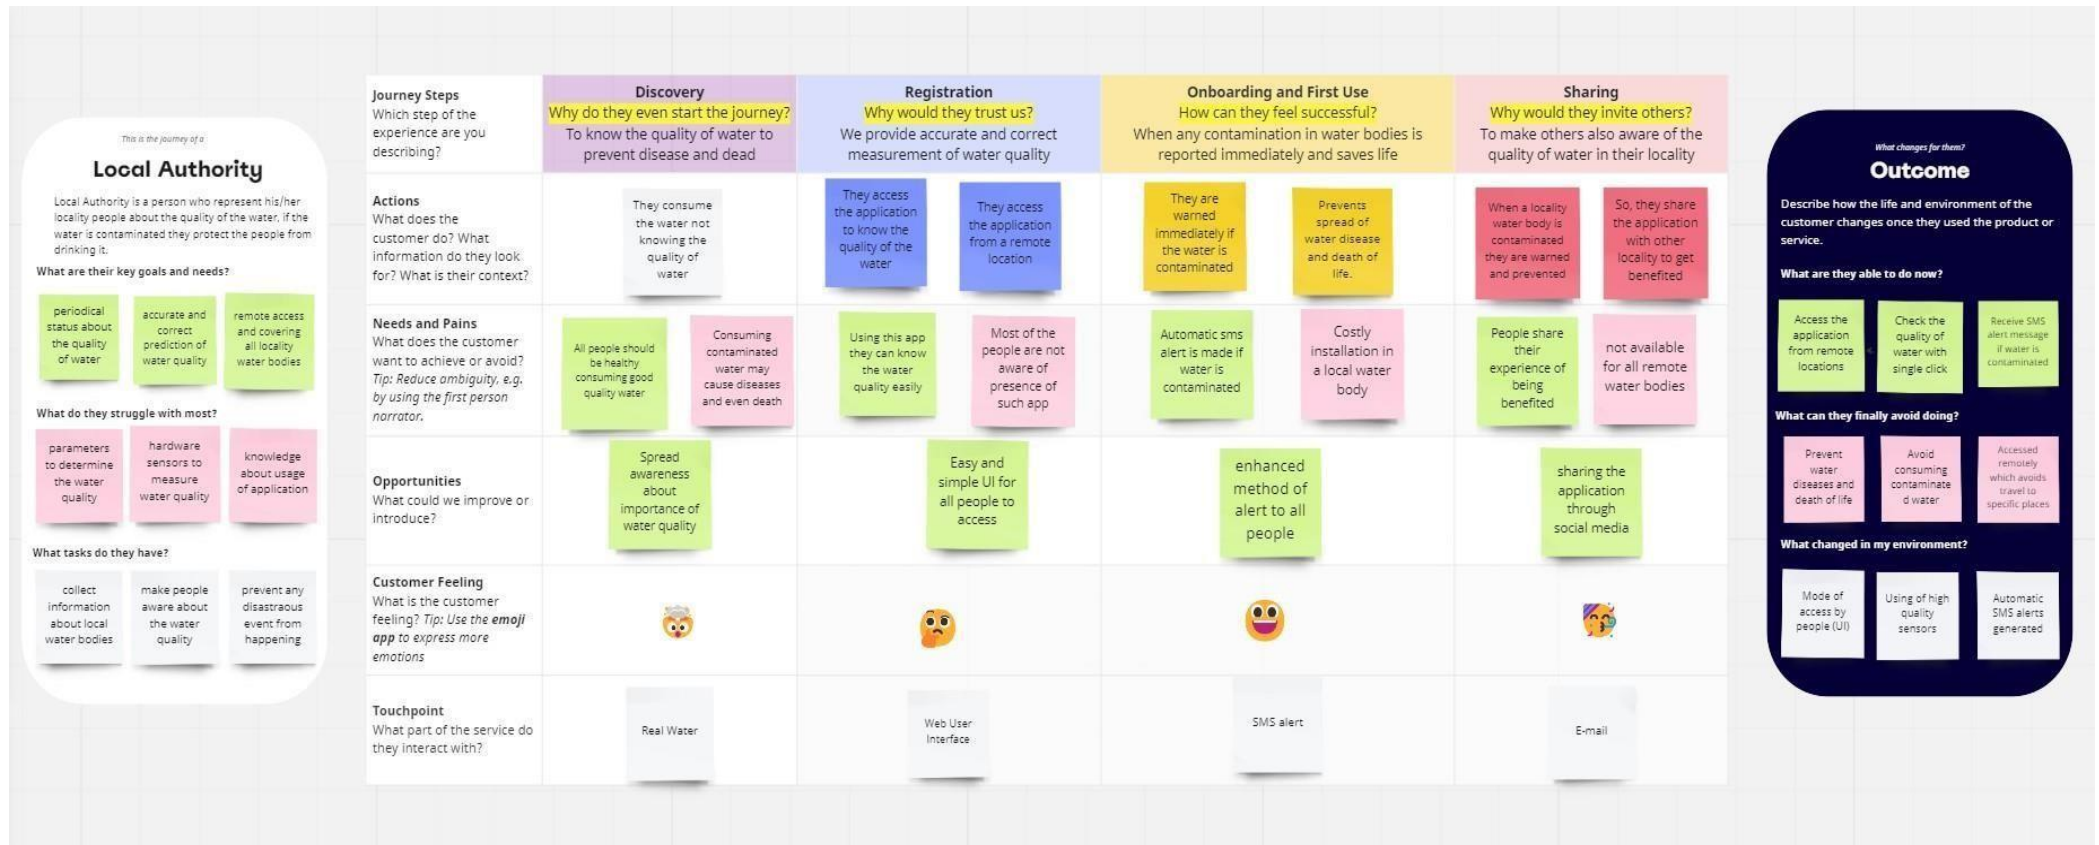 This is the journey of a
Local Authority
Local Authority is a person who represent his/her
locality people about the quality of the water, if the
water is contaminated they protect the people from
drinking it.
What are their key goals and needs?
periodical
status about
the quality
of water
accurate and
correct
prediction of
water quality
remote access
and covering
all locality
water bodies
What do they struggle with most?
parameters
to determine
the water
quality
hardware
sensors to
measure
water quality
knowledge
about usage
of application
What tasks do they have?
collect
information
about local
water bodies
make people
aware about
the water
quality
prevent any
disastraous
event from
happening
Journey Steps
Which step of the
experience are you
describing?
Discovery
Why do they even start the journey?
To know the quality of water to
prevent disease and dead
Registration
Why would they trust us?
We provide accurate and correct
measurement of water quality
Onboarding and First Use
How can they feel successful?
When any contamination in water bodies is
reported immediately and saves life
Sharing
Why would they invite others?
To make others also aware of the
quality of water in their locality
Actions
What does the
customer do? What
information do they look
for? What is their context?
They consume
the water not
knowing the
quality of
water
They access
the application
to know the
quality of the
water
They access
the application
from a remote
location
They are
warned
immediately if
the water is
contaminated
Prevents
spread of
water disease
and death of
life.
When a locality
water body is
contaminated
they are warned
and prevented
So, they share
the application
with other
locality to get
benefited
Needs and Pains
What does the customer
want to achieve or avoid?
Tip: Reduce ambiguity, e.g.
by using the first person
narrator.
All people should
be healthy
consuming good
quality water
Consuming
contaminated
water may
cause diseases
and even death
Using this app
they can know
the water
quality easily
Most of the
people are not
aware of
presence of
such app
Automatic sms
alert is made if
water is
contaminated
Costly
installation in
a local water
body
People share
their
experience of
being
benefited
not available
for all remote
water bodies
Opportunities
What could we improve or
introduce?
Spread
awareness
about
importance of
water quality
Easy and
simple UI for
all people to
access
enhanced
method of
alert to all
people
sharing the
application
through
social media
Customer Feeling
What is the customer
feeling? Tip: Use the emoji
app to express more
emotions
Touchpoint
What part of the service do
they interact with?
Real Water
Web User
Interface
SMS alert
E-mail
What changes for them?
Outcome
Describe how the life and environment of the
customer changes once they used the product or
service.
What are they able to do now?
Access the
application
from remote
locations
Check the
quality of
water with
single click
Receive SMS
alert message
if water is
contaminated
What can they finally avoid doing?
Prevent
water
diseases and
death of life
Avoid
consuming
contaminate
d water
Accessed
remotely
which avoids
travel to
specific places
What changed in my environment?
Mode of
access by
people (UI)
Using of high
quality
sensors
Automatic
SMS alerts
generated